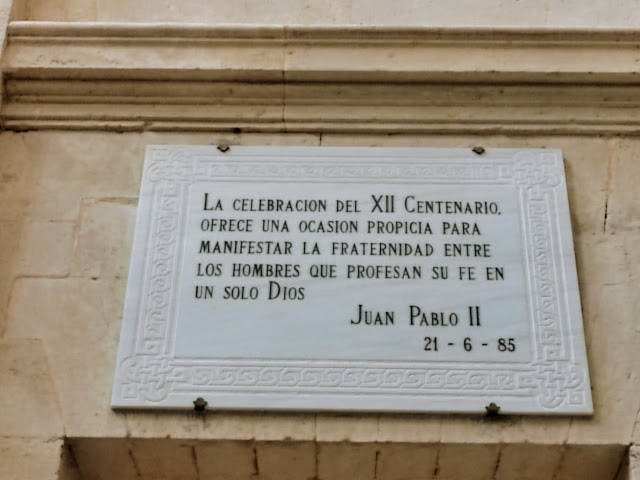 LA CELEBRACION DEL XII CENTENARIO,
OFRECE UNA OCASION PROPICIA PARA
MANIFESTAR LA FRATERNIDAD ENTRE
LOS HOMBRES QUE PROFESAN SU FE EN
UN SOLO DIOS
JUAN PABLO II
21 - 6 - 85